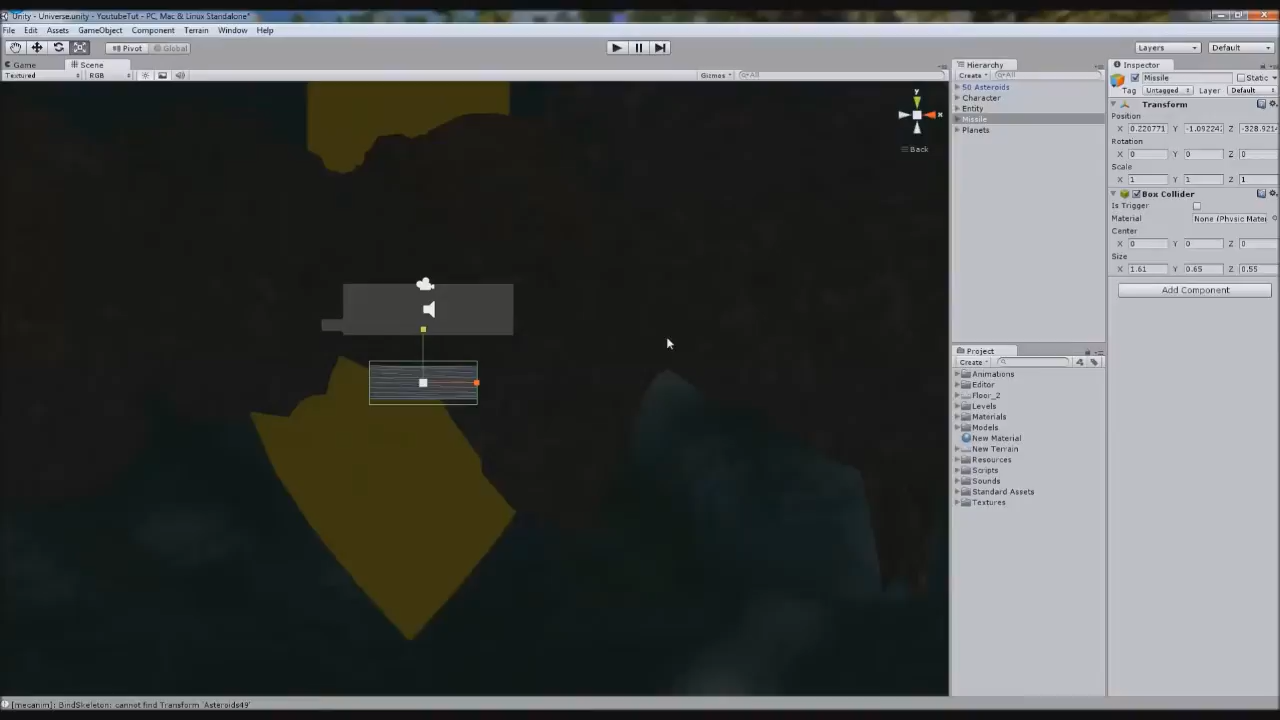 Unity - Universe.unity - YoutubeTut - PC, Mac & Linux Standalone*
File Edit Assets GameObject Component Terrain Window Help
Pivot Global Layers Default
Game Scene Hierarchy Inspector
Textured RGB Gizmos All Create All Missile Static
50 Asteroids Tag Untagged Layer Default
Character Transform
Entity Position
Missile X 0.220771 Y -1.09224 Z -328.9214
Planets Rotation
X 0 Y 0 Z 0
Scale
X 1 Y 1 Z 1
Box Collider
Is Trigger
Material None (Physic Mater
Center
X 0 Y 0 Z 0
Size
X 1.61 Y 0.65 Z 0.55
Add Component
y
x
Back
Project
Create
Animations
Editor
Floor_2
Levels
Materials
Models
New Material
New Terrain
Resources
Scripts
Sounds
Standard Assets
Textures
[mecanim]: BindSkeleton: cannot find Transform 'Asteroids49'